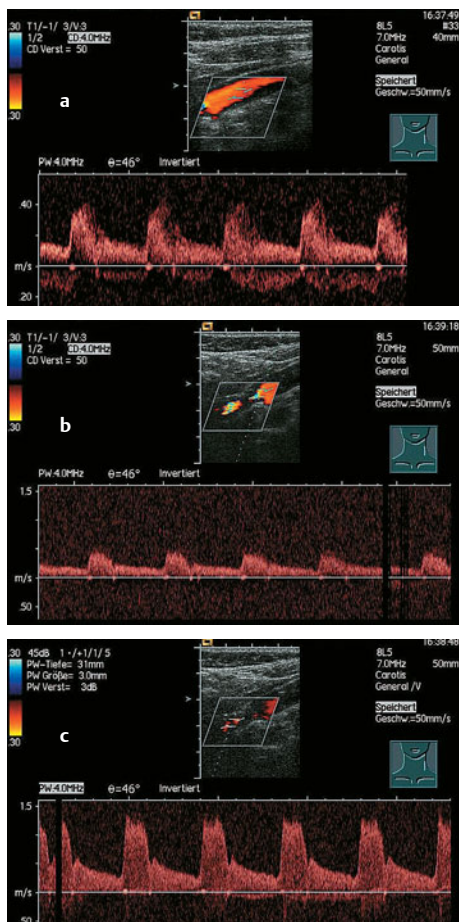 .30 T1/-1/ 3/V:3 16:37:49
1/2 CD:4.0MHz 8L5 #33
CD Verst = 50 7.0MHz 40mm
Carotis
General
Speichert
.30 Geschw.=50mm/s
a
PW:4.0MHz θ=46° Invertiert
.40
m/s
.20
.30 T1/-1/ 3/V:3 16:39:18
1/2 CD:4.0MHz 8L5
CD Verst = 50 7.0MHz 50mm
Carotis
General
Speichert
.30 Geschw.=50mm/s
b
PW:4.0MHz θ=46° Invertiert
1.5
m/s
.50
45dB 1 ·/+1/1/ 5 16:38:48
PW-Tiefe= 31mm 8L5
PW Größe= 3.0mm 7.0MHz 50mm
PW Verst= 3dB Carotis
General /V
Speichert
.30 Geschw.=50mm/s
c
PW:4.0MHz θ=46° Invertiert
1.5
m/s
.50